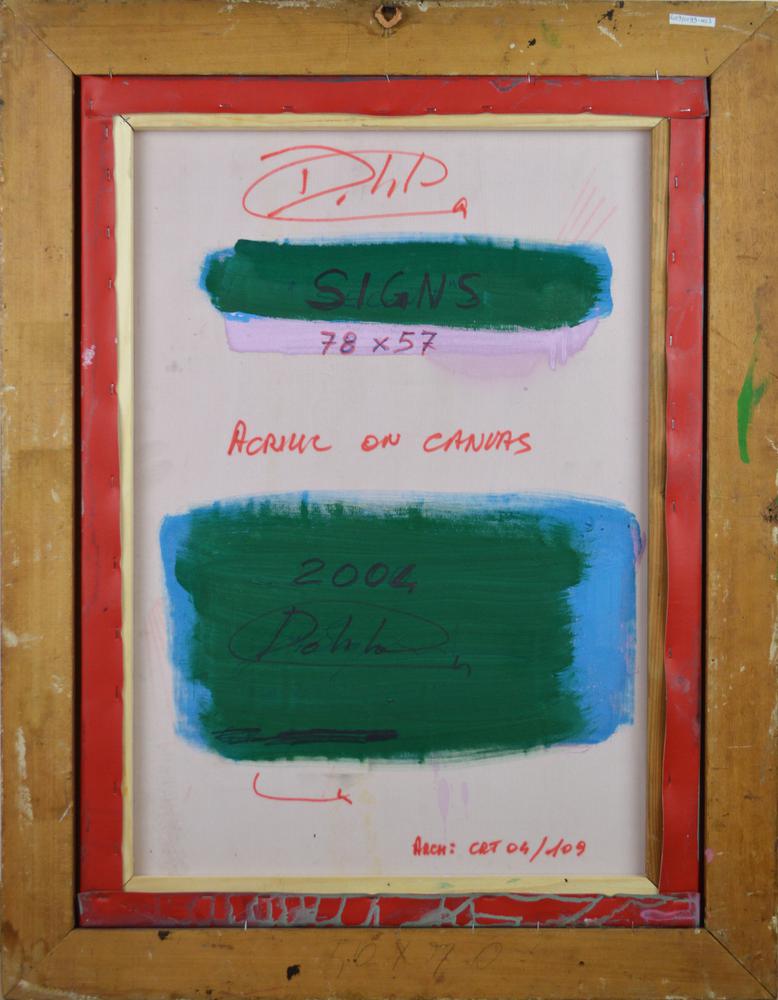 SIGNS
78 x 57
ACRILIC ON CANVAS
2004
ARCH: CRT 04/109